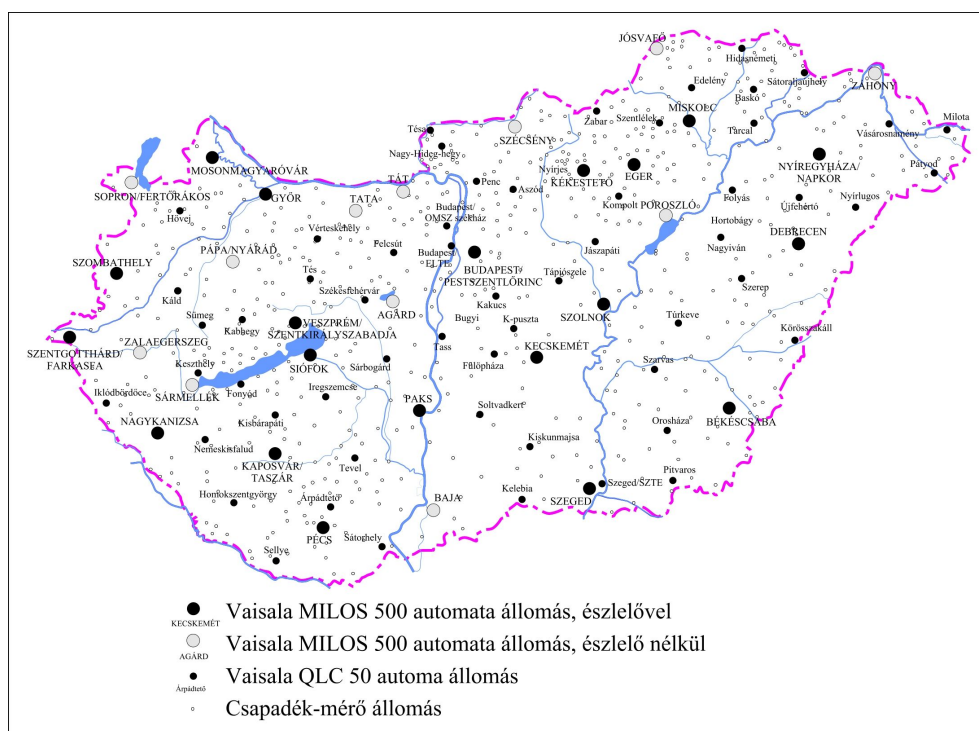 JÓSVAFŐ
Hidasnémeti
Edelény
Sátoraljaújhely
ZÁHONY
Baskó
MISKOLC
Zabar
Szentlélek
Tarcal
Vásárosnamény
Milota
Tésa
SZÉCSÉNY
Nagy-Hideg-hegy
MOSONMAGYARÓVÁR
Nyírjes
KÉKESTETŐ
EGER
NYÍREGYHÁZA/
NAPKOR
Pátyod
SOPRON/FERTŐRÁKOS
Hövej
GYŐR
TÁT
TATA
Penc
Aszód
Kompolt
POROSZLÓ
Folyás
Újfehértó
Nyírlugos
Budapest/
OMSZ székház
Vérteskéhely
Pelcsút
Budapest/
ELTE
Jászapáti
Hortobágy
Nagyiván
DEBRECEN
PÁPA/NYÁRÁD
SZOMBATHELY
Tés
BUDAPEST/
PESTSZENTLŐRINC
Tápiószele
Szerep
Káld
Székesfehérvár
AGÁRD
Kakucs
SZOLNOK
Sümeg
Kabhegy
VESZPRÉM/
SZENTKIRÁLYSZABADJA
Bugyi
K-puszta
Túrkeve
Körösszakáll
SZENTGOTTHÁRD/
FARKASFA
ZALAEGERSZEG
Tass
KECSKEMÉT
Keszthely
SIÓFOK
Sárbogárd
Fülöpháza
Szarvas
Iklódbördőce
SÁRMELLÉK
Fonyód
Iregszemcse
PAKS
Soltvadkert
BÉKÉSCSABA
NAGYKANIZSA
Kisbárapáti
Orosháza
Nemeskisfalud
KAPOSVÁR/
TASZÁR
Tevel
Kiskunmajsa
Pitvaros
Homokszentgyörgy
Árpádtető
BAJA
Kelebia
SZEGED
Szeged/SZTE
PÉCS
Sátorhely
Sellye
KECSKEMÉT
Vaisala MILOS 500 automata állomás, észlelővel
AGÁRD
Vaisala MILOS 500 automata állomás, észlelő nélkül
Árpádtető
Vaisala QLC 50 automa állomás
Csapadék-mérő állomás